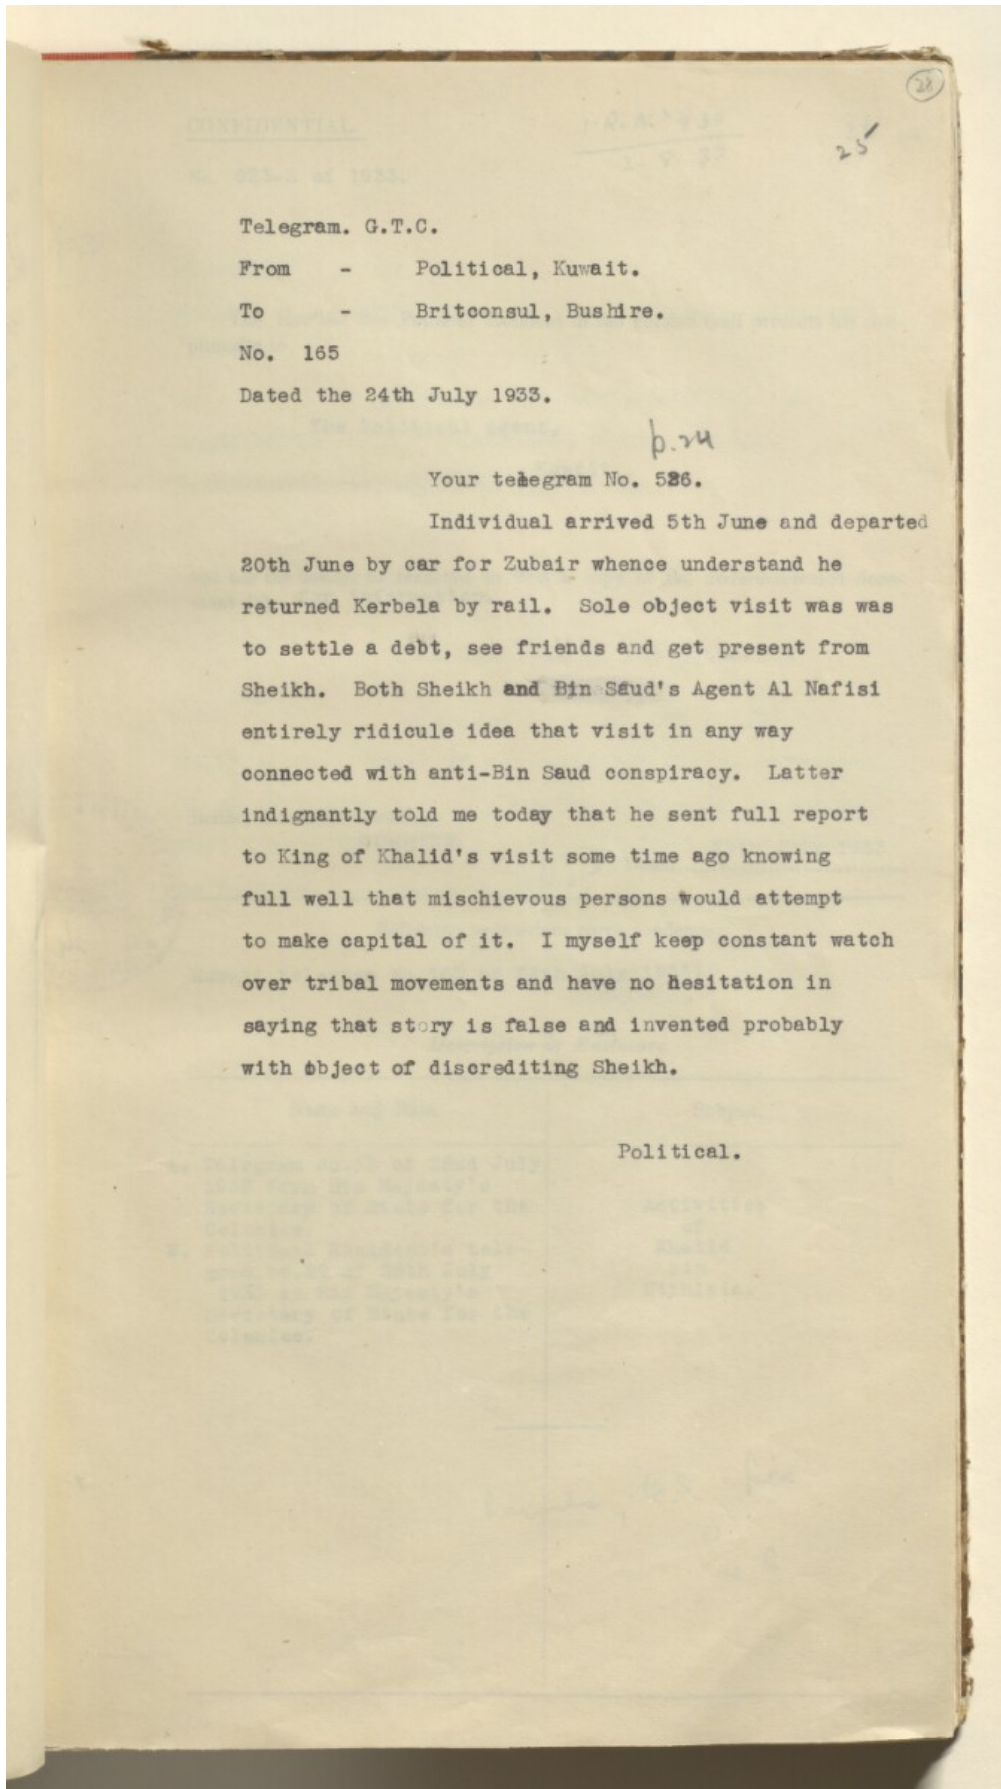 28
25
Telegram. G.T.C.
From - Political, Kuwait.
To - Britconsul, Bushire.
No. 165
Dated the 24th July 1933.
p.24
Your telegram No. 586.
Individual arrived 5th June and departed
20th June by car for Zubair whence understand he
returned Kerbela by rail. Sole object visit was was
to settle a debt, see friends and get present from
Sheikh. Both Sheikh and Bin Saud's Agent Al Nafisi
entirely ridicule idea that visit in any way
connected with anti-Bin Saud conspiracy. Latter
indignantly told me today that he sent full report
to King of Khalid's visit some time ago knowing
full well that mischievous persons would attempt
to make capital of it. I myself keep constant watch
over tribal movements and have no hesitation in
saying that story is false and invented probably
with object of discrediting Sheikh.
Political.